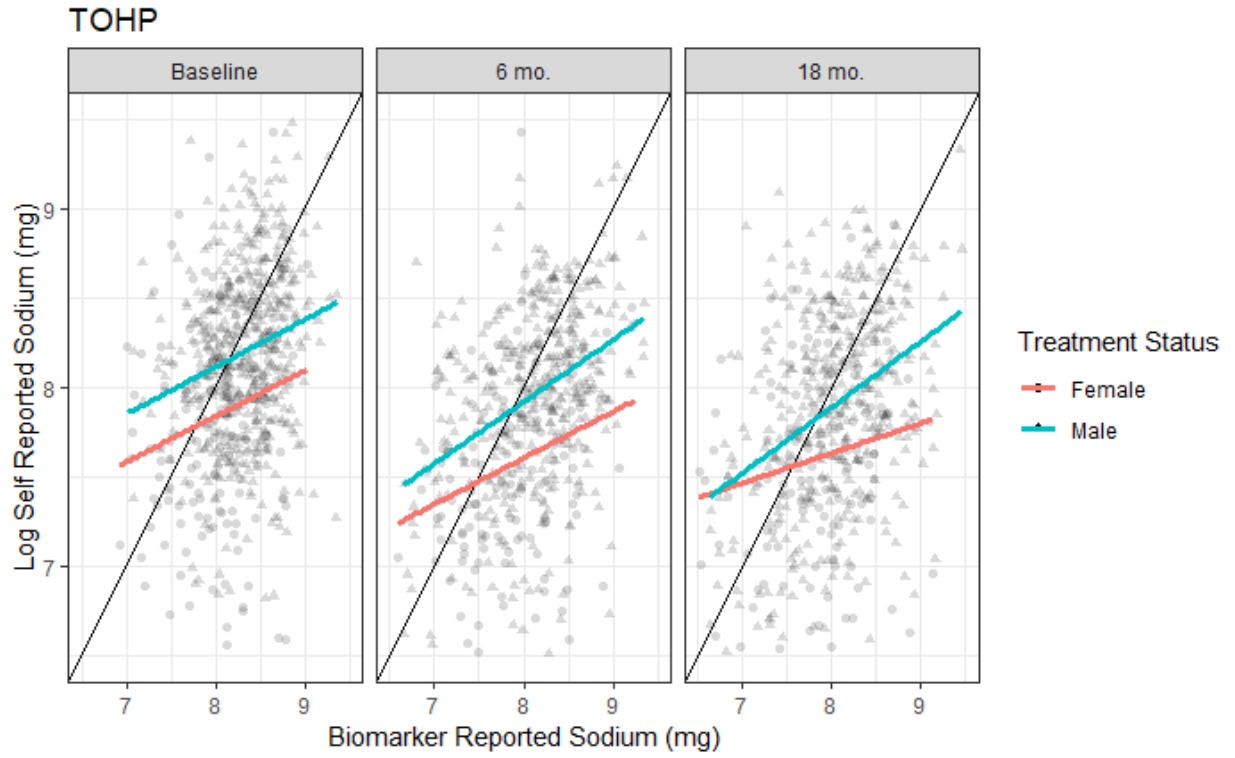 TOHP
Baseline
6 mo.
18 mo.
Log Self Reported Sodium (mg)
9
8
7
7 8 9
7 8 9
7 8 9
Biomarker Reported Sodium (mg)
Treatment Status
Female
Male